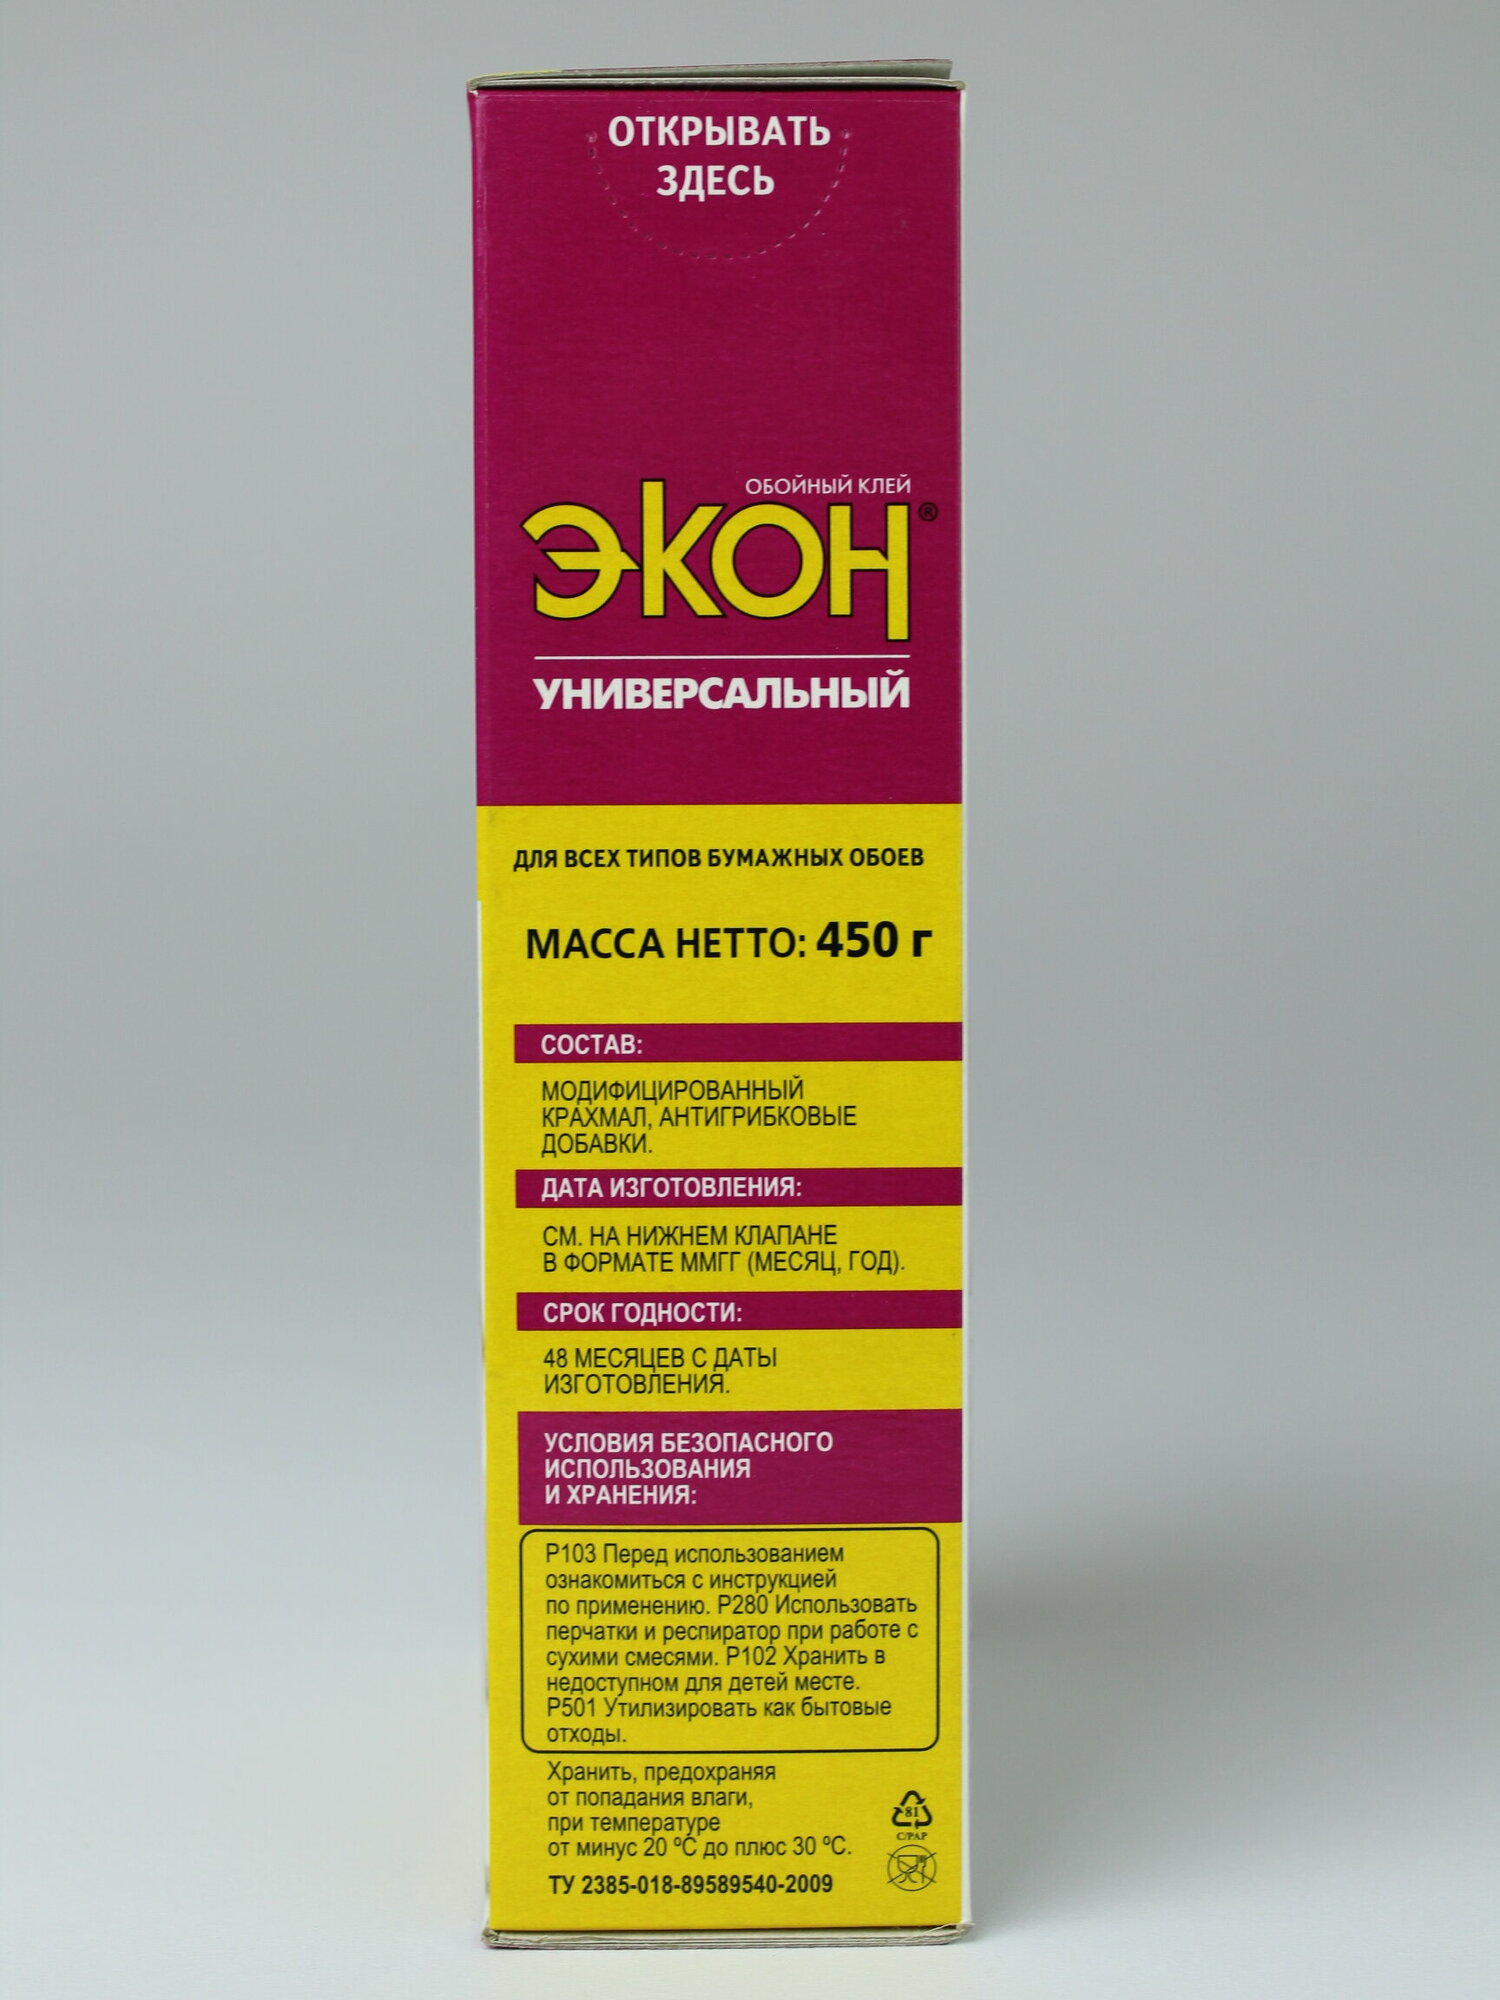 ОТКРЫВАТЬ
ЗДЕСЬ
ОБОЙНЫЙ КЛЕЙ
ЭКОН®
УНИВЕРСАЛЬНЫЙ
ДЛЯ ВСЕХ ТИПОВ БУМАЖНЫХ ОБОЕВ
МАССА НЕТТО: 450 г
СОСТАВ:
МОДИФИЦИРОВАННЫЙ
КРАХМАЛ, АНТИГРИБКОВЫЕ
ДОБАВКИ.
ДАТА ИЗГОТОВЛЕНИЯ:
СМ. НА НИЖНЕМ КЛАПАНЕ
В ФОРМАТЕ ММГГ (МЕСЯЦ, ГОД).
СРОК ГОДНОСТИ:
48 МЕСЯЦЕВ С ДАТЫ
ИЗГОТОВЛЕНИЯ.
УСЛОВИЯ БЕЗОПАСНОГО
ИСПОЛЬЗОВАНИЯ
И ХРАНЕНИЯ:
Р103 Перед использованием
ознакомиться с инструкцией
по применению. Р280 Использовать
перчатки и респиратор при работе с
сухими смесями. Р102 Хранить в
недоступном для детей месте.
Р501 Утилизировать как бытовые
отходы.
Хранить, предохраняя
от попадания влаги,
при температуре
от минус 20 ºС до плюс 30 ºС.
81
C/PAP
ТУ 2385-018-89589540-2009